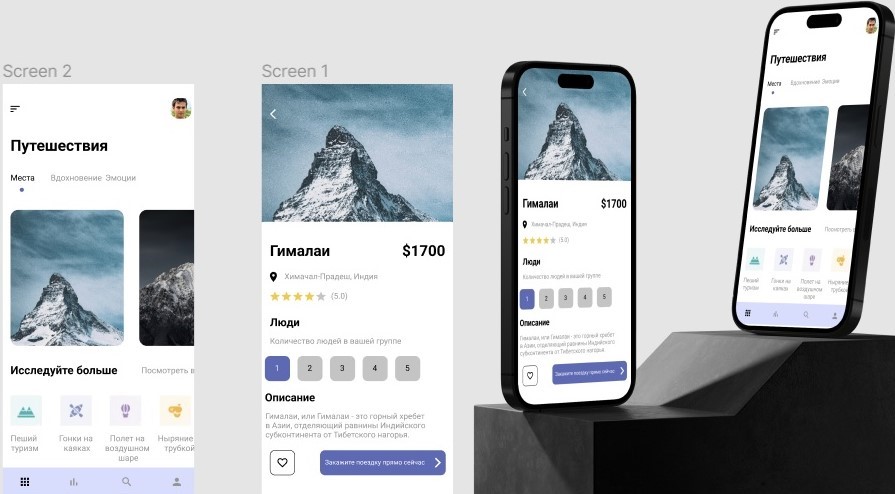 Screen 2
Путешествия
Места Вдохновение Эмоции
Исследуйте больше Посмотреть в
Пеший туризм
Гонки на каяках
Полет на воздушном шаре
Ныряние трубкой
Screen 1
Гималаи $1700
Химачал-Прадеш, Индия
(5.0)
Люди
Количество людей в вашей группе
1 2 3 4 5
Описание
Гималаи, или Гималаи - это горный хребет
в Азии, отделяющий равнины Индийского
субконтинента от Тибетского нагорья.
Закажите поездку прямо сейчас
Гималаи $1700
Химачал-Прадеш, Индия
(5.0)
Люди
Количество людей в вашей группе
1 2 3 4 5
Описание
Гималаи, или Гималаи - это горный хребет
в Азии, отделяющий равнины Индийского
субконтинента от Тибетского нагорья.
Закажите поездку прямо сейчас
Путешествия
Места Вдохновение Эмоции
Исследуйте больше Посмотреть
Пеший туризм
Гонки на каяках
Полет на воздушном шаре
Ныряние трубкой